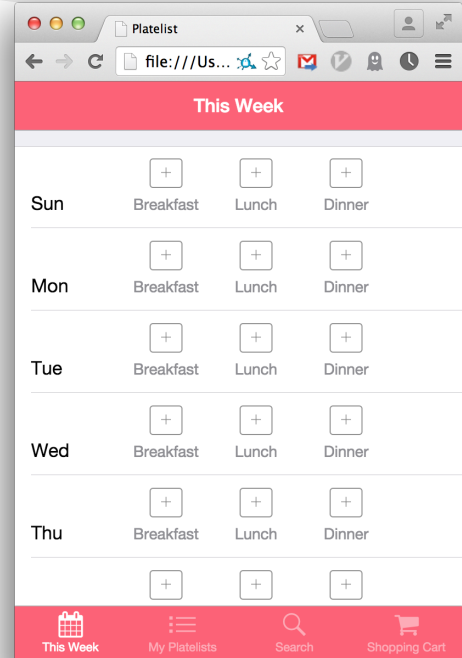 Platelist
file:///Us...
This Week
+ + +
Sun Breakfast Lunch Dinner
+ + +
Mon Breakfast Lunch Dinner
+ + +
Tue Breakfast Lunch Dinner
+ + +
Wed Breakfast Lunch Dinner
+ + +
Thu Breakfast Lunch Dinner
+ + +
This Week My Platelists Search Shopping Cart